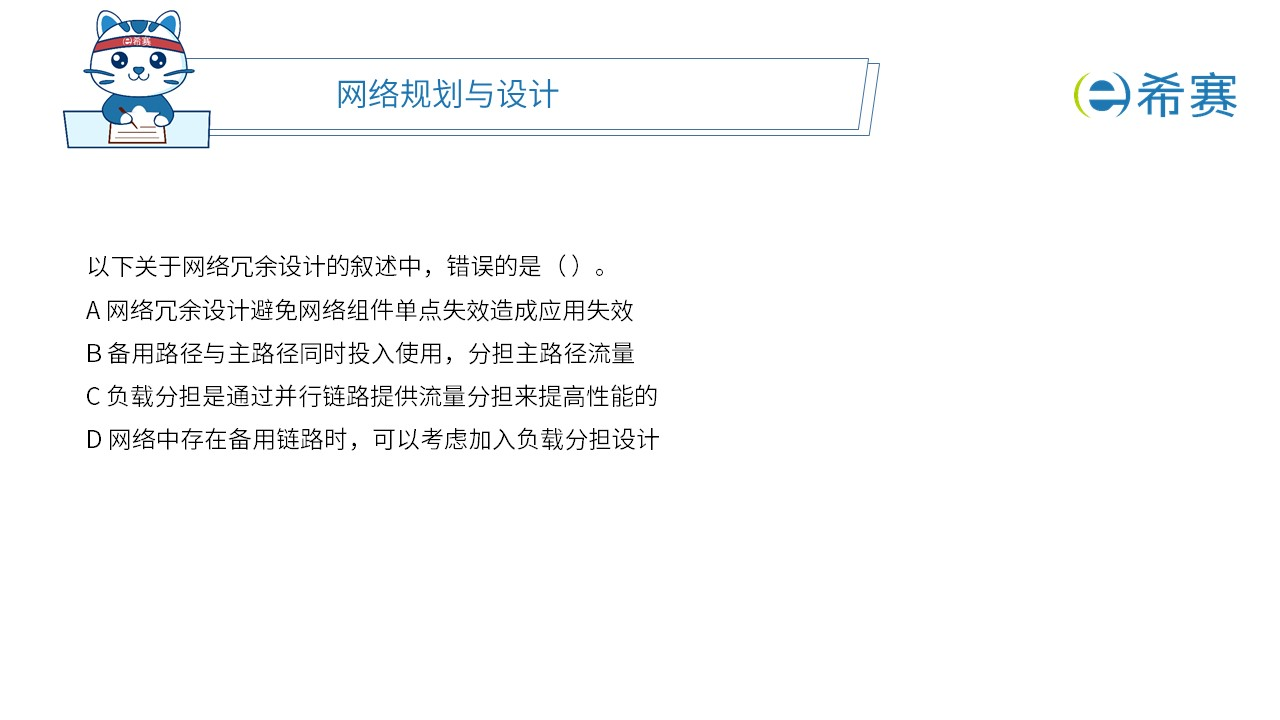 希赛
网络规划与设计
希赛
以下关于网络冗余设计的叙述中，错误的是（ ）。
A 网络冗余设计避免网络组件单点失效造成应用失效
B 备用路径与主路径同时投入使用，分担主路径流量
C 负载分担是通过并行链路提供流量分担来提高性能的
D 网络中存在备用链路时，可以考虑加入负载分担设计